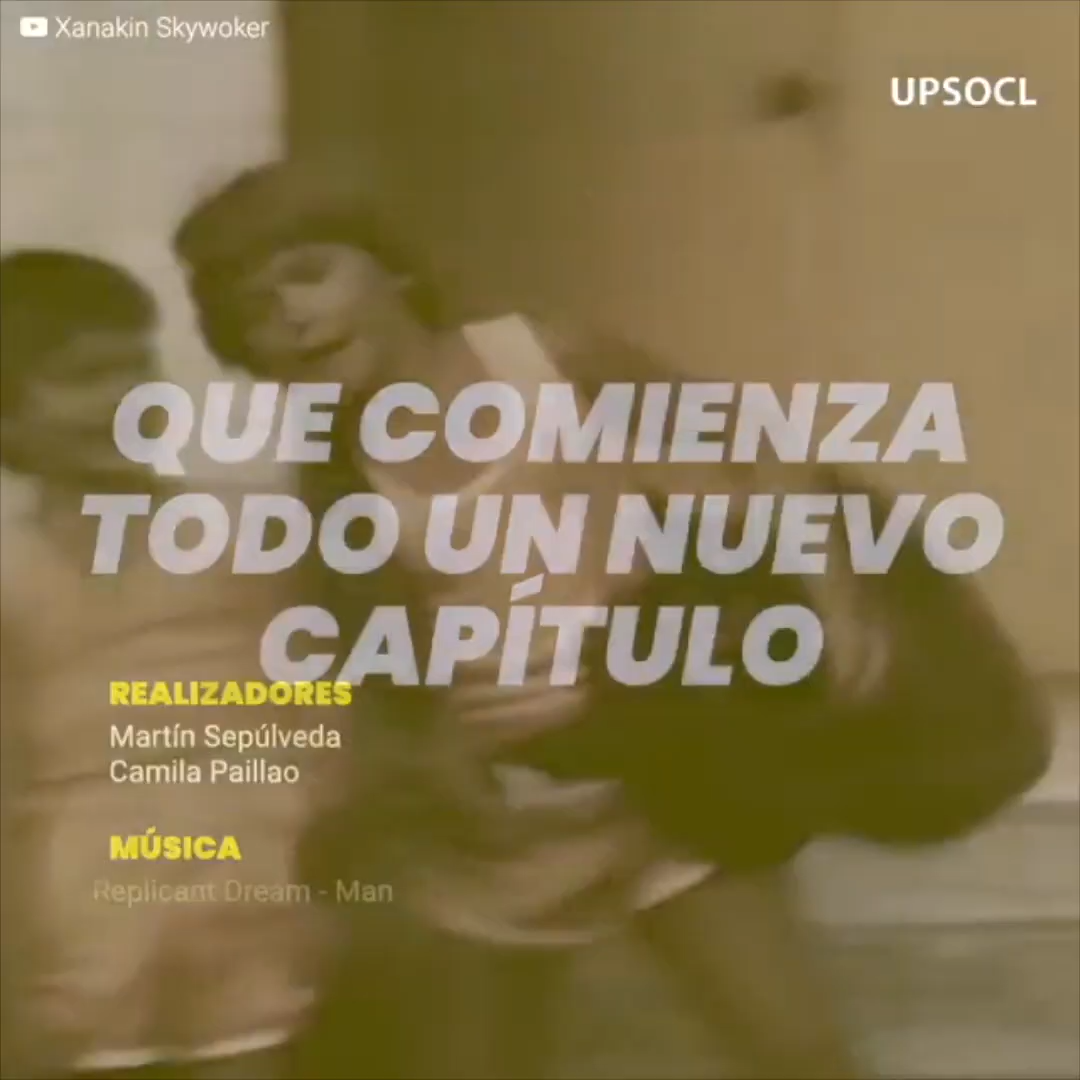 Xanakin Skywoker
UPSOCL
QUE COMIENZA
TODO UN NUEVO
CAPÍTULO
REALIZADORES
Martín Sepúlveda
Camila Paillao
MÚSICA
Replicant Dream - Man